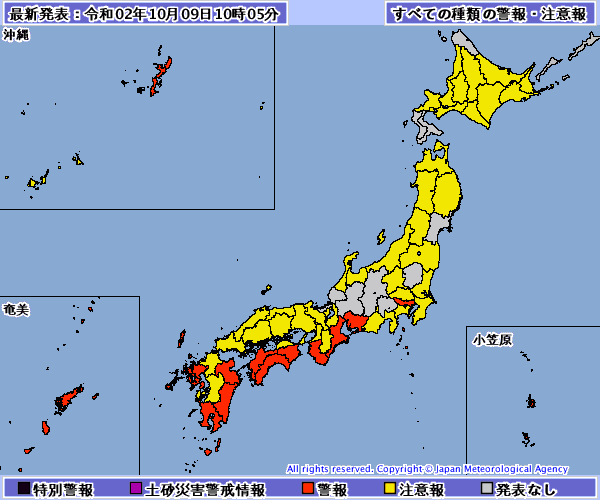 最新発表：令和02年10月09日10時05分
すべての種類の警報・注意報
沖縄
奄美
小笠原
All rights reserved. Copyright © Japan Meteorological Agency
特別警報 土砂災害警戒情報 警報 注意報 発表なし